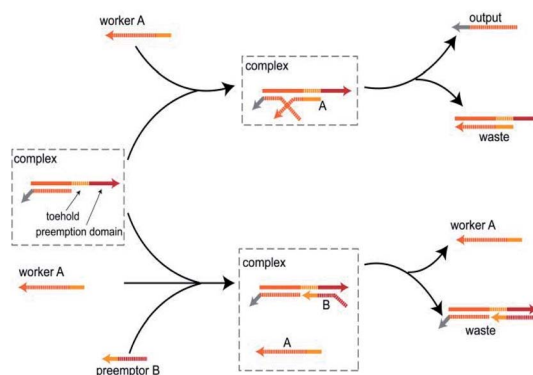 worker A
complex
A
output
waste
complex
toehold
preemption domain
worker A
preemptor B
complex
B
A
worker A
waste